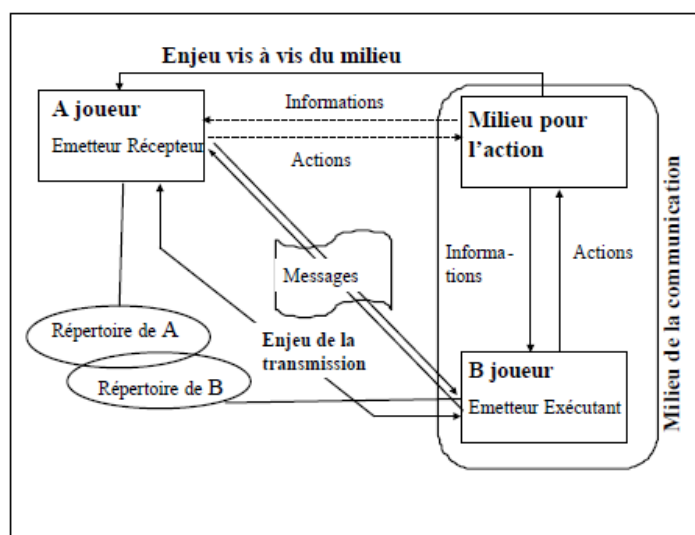 Enjeu vis à vis du milieu
A joueur
Emetteur Récepteur
Informations
Actions
Milieu pour
l’action
Messages
Informa-
tions
Actions
Répertoire de A
Répertoire de B
Enjeu de la
transmission
B joueur
Emetteur Exécutant
Milieu de la communication